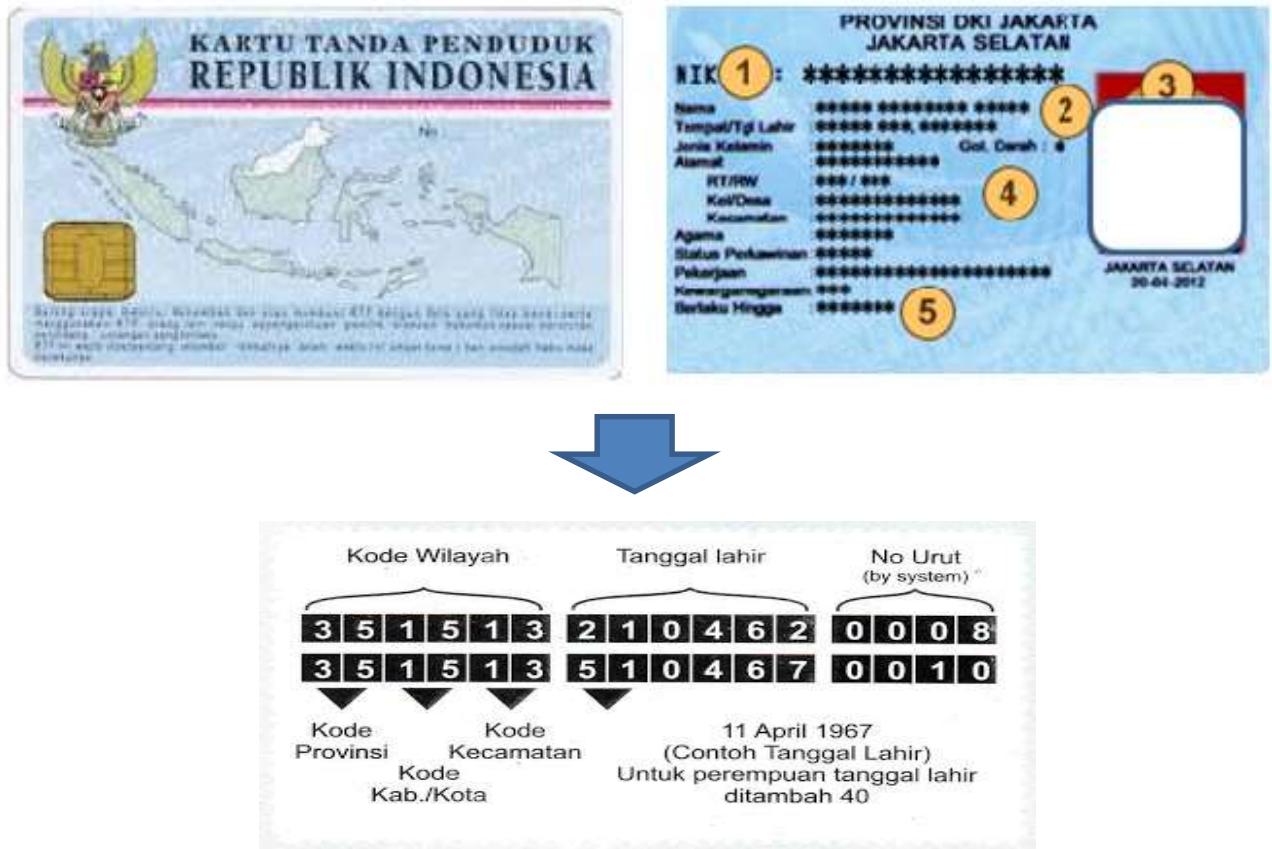 KARTU TANDA PENDUDUK
REPUBLIK INDONESIA
No
PROVINSI DKI JAKARTA
JAKARTA SELATAN
NIK 1 : ****************
Nama : ***** ********* ***** 2
3
Tempat/Tgl Lahir : ***** ***, *******
Jenis Kelamin : ******* Gol. Darah : *
Alamat : ***********
RT/RW : *** / ***
Kel/Desa : ************* 4
Kecamatan : *************
Agama : *******
Status Perkawinan : *****
Pekerjaan : *********************
Kewarganegaraan : ***
Berlaku Hingga : ******* 5
JAKARTA SELATAN
20-04-2012
Kode Wilayah Tanggal lahir No Urut
(by system)
3 5 1 5 1 3 2 1 0 4 6 2 0 0 0 8
3 5 1 5 1 3 5 1 0 4 6 7 0 0 1 0
Kode Provinsi
Kode Kab./Kota
Kode Kecamatan
11 April 1967
(Contoh Tanggal Lahir)
Untuk perempuan tanggal lahir
ditambah 40